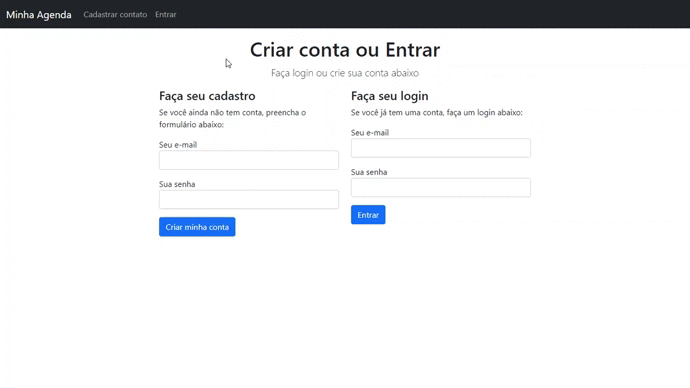 Minha Agenda Cadastrar contato Entrar
Criar conta ou Entrar
Faça login ou crie sua conta abaixo
Faça seu cadastro
Se você ainda não tem conta, preencha o
formulário abaixo:
Seu e-mail
Sua senha
Criar minha conta
Faça seu login
Se você já tem uma conta, faça um login abaixo:
Seu e-mail
Sua senha
Entrar